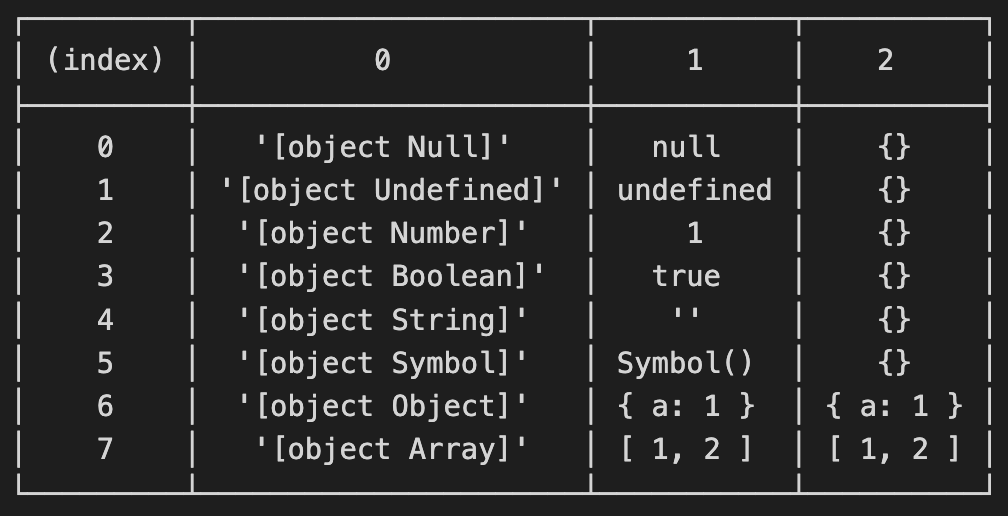 (index) 0 1 2
0 '[object Null]' null {}
1 '[object Undefined]' undefined {}
2 '[object Number]' 1 {}
3 '[object Boolean]' true {}
4 '[object String]' '' {}
5 '[object Symbol]' Symbol() {}
6 '[object Object]' { a: 1 } { a: 1 }
7 '[object Array]' [ 1, 2 ] [ 1, 2 ]